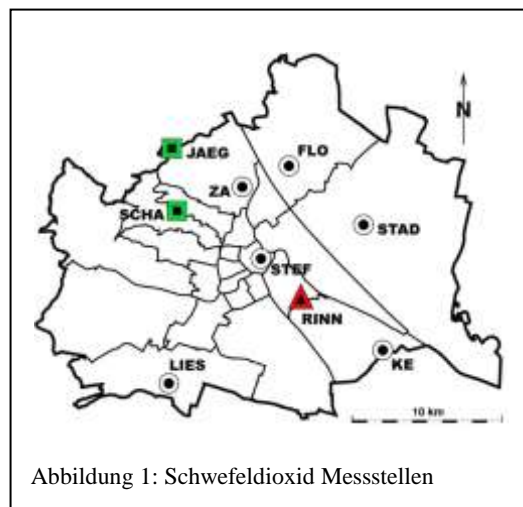 N
JAEG
FLO
ZA
SCHA
STAD
STEF
RINN
LIES
KE
10 km
Abbildung 1: Schwefeldioxid Messstellen